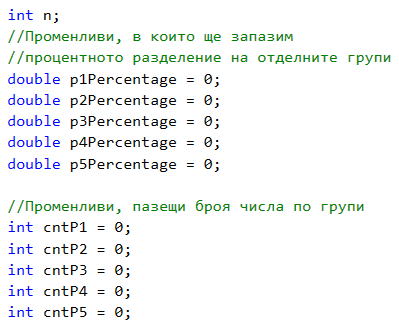 int n;
//Променливи, в които ще запазим
//процентното разделение на отделните групи
double p1Percentage = 0;
double p2Percentage = 0;
double p3Percentage = 0;
double p4Percentage = 0;
double p5Percentage = 0;
//Променливи, пазещи броя числа по групи
int cntP1 = 0;
int cntP2 = 0;
int cntP3 = 0;
int cntP4 = 0;
int cntP5 = 0;